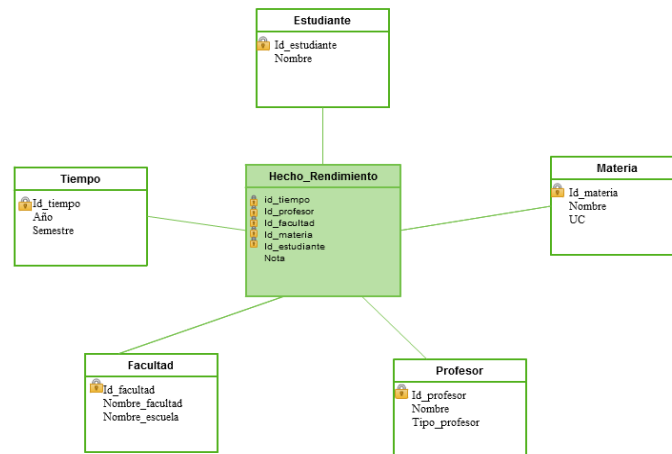 Estudiante
Id_estudiante
Nombre
Tiempo
Id_tiempo
Año
Semestre
Hecho_Rendimiento
id_tiempo
Id_profesor
Id_facultad
Id_materia
Id_estudiante
Nota
Materia
Id_materia
Nombre
UC
Facultad
Id_facultad
Nombre_facultad
Nombre_escuela
Profesor
Id_profesor
Nombre
Tipo_profesor